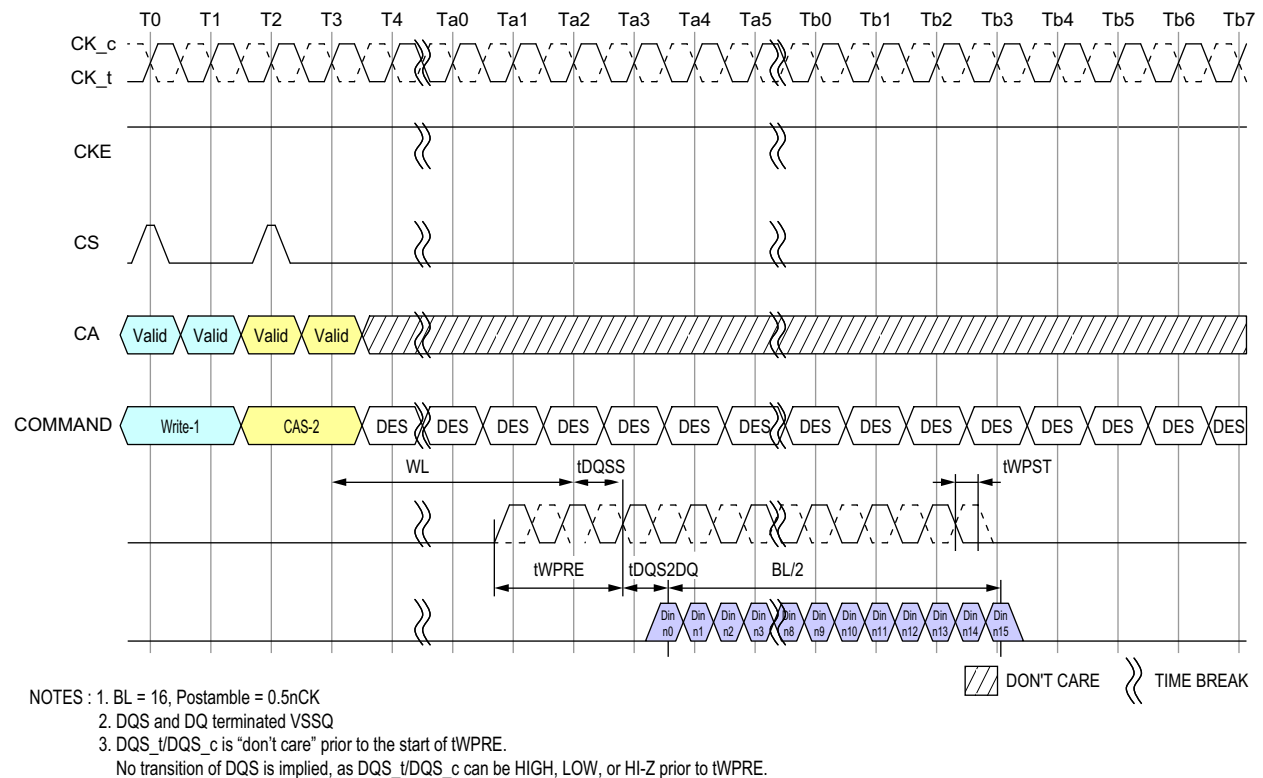 T0 T1 T2 T3 T4 Ta0 Ta1 Ta2 Ta3 Ta4 Ta5 Tb0 Tb1 Tb2 Tb3 Tb4 Tb5 Tb6 Tb7
CK_c
CK_t
CKE
CS
CA Valid Valid Valid Valid
COMMAND Write-1 CAS-2 DES DES DES DES DES DES DES DES DES DES DES DES DES DES DES
WL tDQSS tWPST
tWPRE tDQS2DQ BL/2
Din Din Din Din Din Din Din Din Din Din Din Din
n0 n1 n2 n3 n8 n9 n10 n11 n12 n13 n14 n15
DON'T CARE TIME BREAK
NOTES : 1. BL = 16, Postamble = 0.5nCK
2. DQS and DQ terminated VSSQ
3. DQS_t/DQS_c is “don’t care” prior to the start of tWPRE.
No transition of DQS is implied, as DQS_t/DQS_c can be HIGH, LOW, or HI-Z prior to tWPRE.